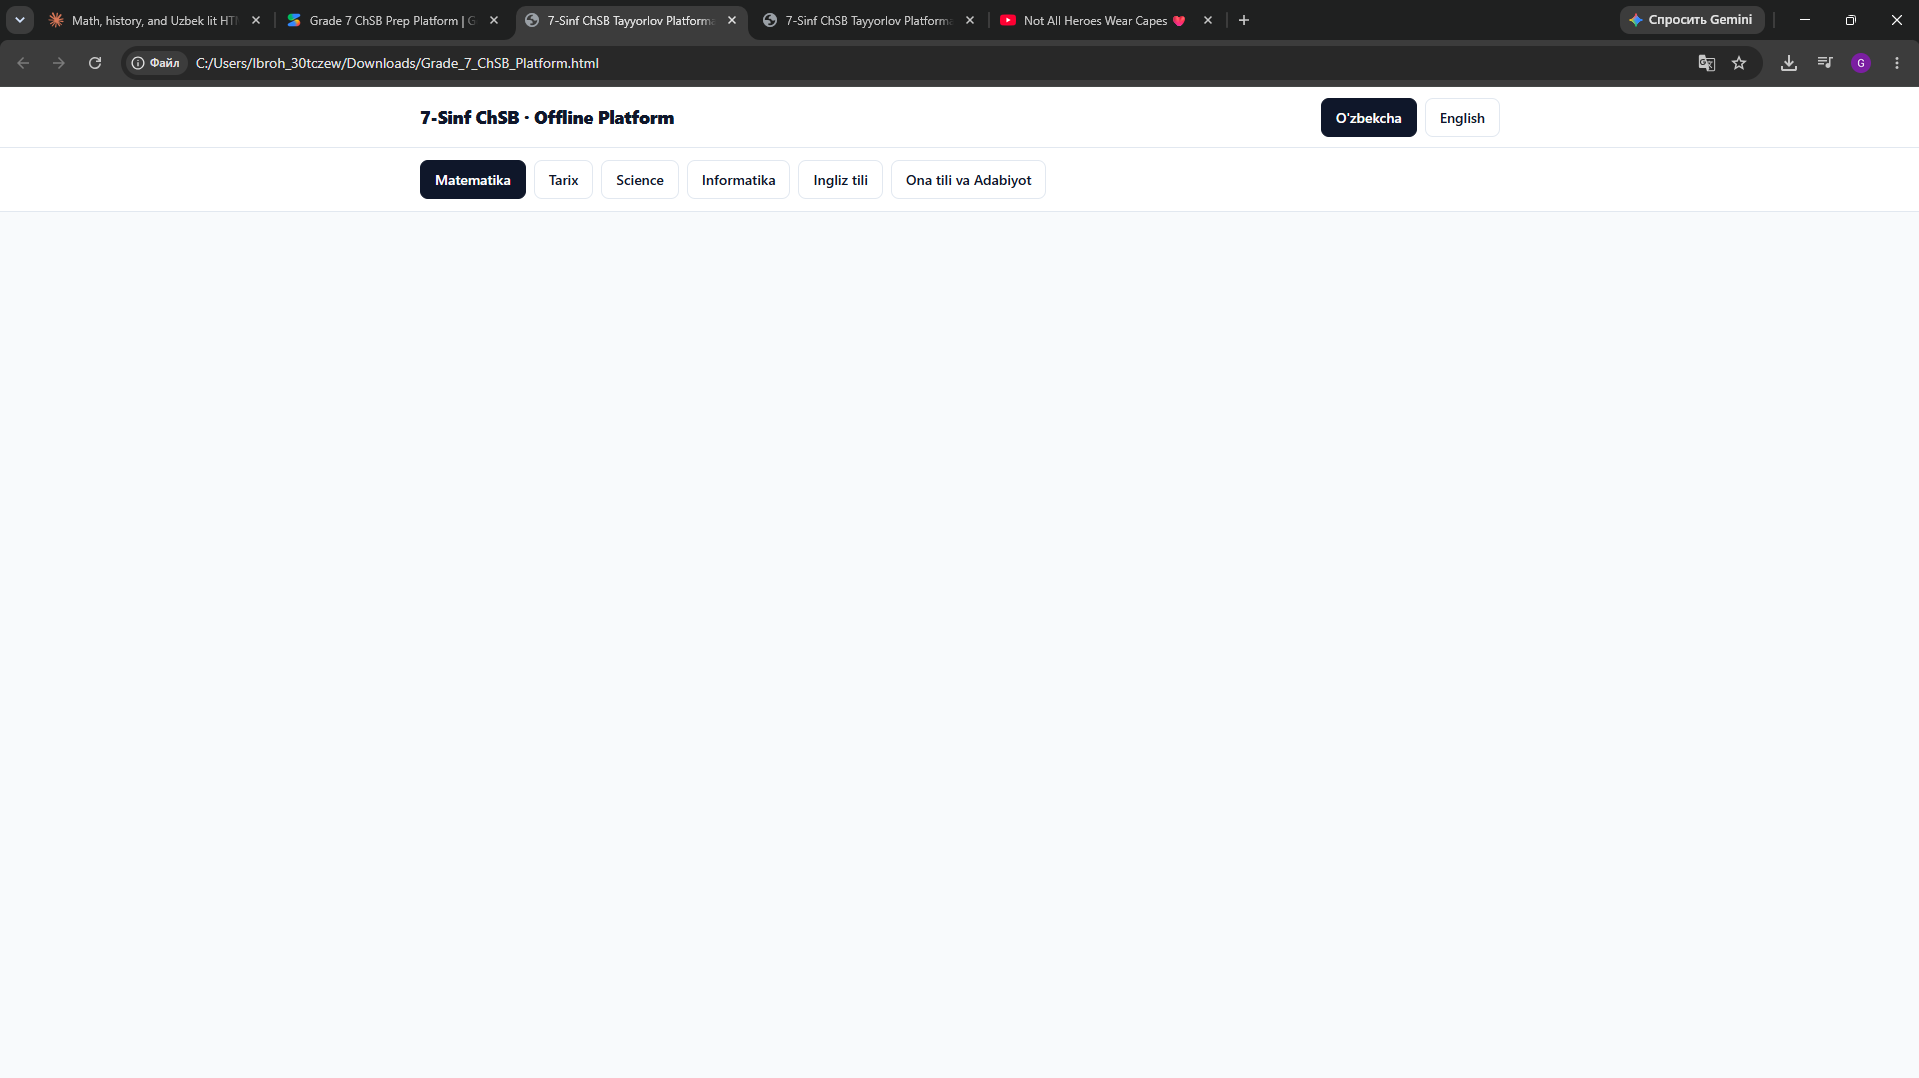 Math, history, and Uzbek lit HT
Grade 7 ChSB Prep Platform | G
7-Sinf ChSB Tayyorlov Platforma
7-Sinf ChSB Tayyorlov Platforma
Not All Heroes Wear Capes ❤️
Спросить Gemini
Файл
C:/Users/Ibroh_30tczew/Downloads/Grade_7_ChSB_Platform.html
G
7-Sinf ChSB · Offline Platform
O'zbekcha
English
Matematika
Tarix
Science
Informatika
Ingliz tili
Ona tili va Adabiyot